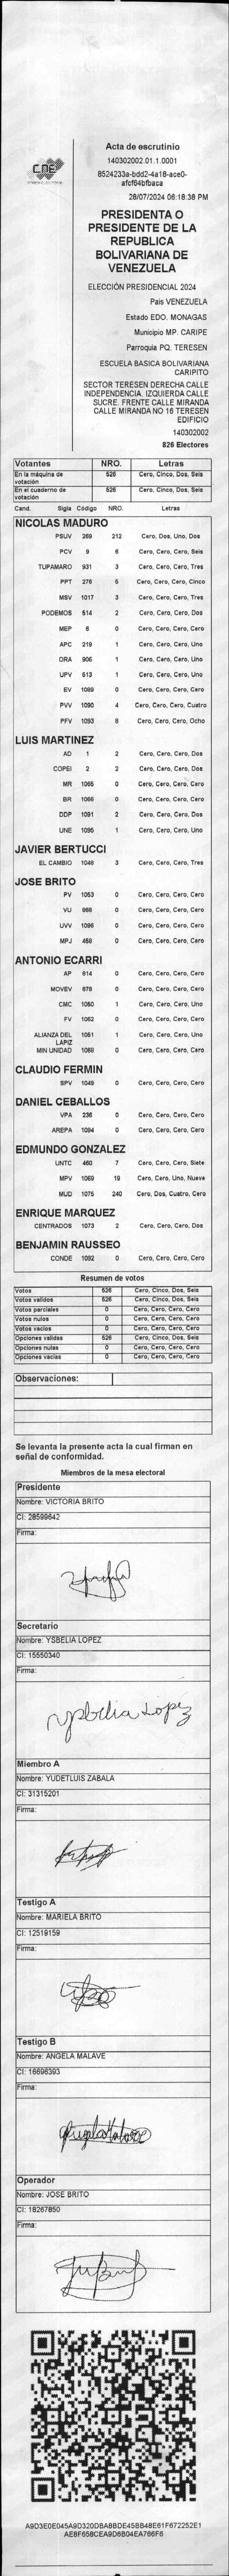 CNE
Acta de escrutinio
140302002.01.1.0001
8524233a-bdd2-4a18-ace0-
afcf64bfbaca
28/07/2024 06:18:38 PM
PRESIDENTA O
PRESIDENTE DE LA
REPUBLICA
BOLIVARIANA DE
VENEZUELA
ELECCIÓN PRESIDENCIAL 2024
País VENEZUELA
Estado EDO. MONAGAS
Municipio MP. CARIPE
Parroquia PQ. TERESEN
ESCUELA BASICA BOLIVARIANA
CARIPITO
SECTOR TERESEN DERECHA CALLE
INDEPENDENCIA. IZQUIERDA CALLE
SUCRE. FRENTE CALLE MIRANDA
CALLE MIRANDA NO 16 TERESEN
EDIFICIO
140302002
826 Electores
Votantes NRO. Letras
En la máquina de votación 526 Cero, Cinco, Dos, Seis
En el cuaderno de votación 526 Cero, Cinco, Dos, Seis
Cand. Sigla Código NRO. Letras
NICOLAS MADURO
PSUV 269 212 Cero, Dos, Uno, Dos
PCV 9 6 Cero, Cero, Cero, Seis
TUPAMARO 931 3 Cero, Cero, Cero, Tres
PPT 276 5 Cero, Cero, Cero, Cinco
MSV 1017 3 Cero, Cero, Cero, Tres
PODEMOS 514 2 Cero, Cero, Cero, Dos
MEP 6 0 Cero, Cero, Cero, Cero
APC 219 1 Cero, Cero, Cero, Uno
ORA 906 1 Cero, Cero, Cero, Uno
UPV 513 1 Cero, Cero, Cero, Uno
EV 1089 0 Cero, Cero, Cero, Cero
PVV 1090 4 Cero, Cero, Cero, Cuatro
PFV 1093 8 Cero, Cero, Cero, Ocho
LUIS MARTINEZ
AD 1 2 Cero, Cero, Cero, Dos
COPEI 2 2 Cero, Cero, Cero, Dos
MR 1065 0 Cero, Cero, Cero, Cero
BR 1066 0 Cero, Cero, Cero, Cero
DDP 1091 2 Cero, Cero, Cero, Dos
UNE 1095 1 Cero, Cero, Cero, Uno
JAVIER BERTUCCI
EL CAMBIO 1048 3 Cero, Cero, Cero, Tres
JOSE BRITO
PV 1053 0 Cero, Cero, Cero, Cero
VU 868 0 Cero, Cero, Cero, Cero
UVV 1096 0 Cero, Cero, Cero, Cero
MPJ 458 0 Cero, Cero, Cero, Cero
ANTONIO ECARRI
AP 814 0 Cero, Cero, Cero, Cero
MOVEV 878 0 Cero, Cero, Cero, Cero
CMC 1050 1 Cero, Cero, Cero, Uno
FV 1052 0 Cero, Cero, Cero, Cero
ALIANZA DEL LAPIZ 1051 1 Cero, Cero, Cero, Uno
MIN UNIDAD 1069 0 Cero, Cero, Cero, Cero
CLAUDIO FERMIN
SPV 1049 0 Cero, Cero, Cero, Cero
DANIEL CEBALLOS
VPA 236 0 Cero, Cero, Cero, Cero
AREPA 1094 0 Cero, Cero, Cero, Cero
EDMUNDO GONZALEZ
UNTC 460 7 Cero, Cero, Cero, Siete
MPV 1069 19 Cero, Cero, Uno, Nueve
MUD 1075 240 Cero, Dos, Cuatro, Cero
ENRIQUE MARQUEZ
CENTRADOS 1073 2 Cero, Cero, Cero, Dos
BENJAMIN RAUSSEO
CONDE 1092 0 Cero, Cero, Cero, Cero
Resumen de votos
Votos 526 Cero, Cinco, Dos, Seis
Votos validos 526 Cero, Cinco, Dos, Seis
Votos parciales 0 Cero, Cero, Cero, Cero
Votos nulos 0 Cero, Cero, Cero, Cero
Votos vacios 0 Cero, Cero, Cero, Cero
Opciones validas 526 Cero, Cinco, Dos, Seis
Opciones nulas 0 Cero, Cero, Cero, Cero
Opciones vacias 0 Cero, Cero, Cero, Cero
Observaciones:
Se levanta la presente acta la cual firman en
señal de conformidad.
Miembros de la mesa electoral
Presidente
Nombre: VICTORIA BRITO
CI: 28599642
Firma:
Secretario
Nombre: YSBELIA LOPEZ
CI: 15550340
Firma:
Ysbelia Lopez
Miembro A
Nombre: YUDETLUIS ZABALA
CI: 31315201
Firma:
Testigo A
Nombre: MARIELA BRITO
CI: 12519159
Firma:
Testigo B
Nombre: ANGELA MALAVE
CI: 16696393
Firma:
Operador
Nombre: JOSE BRITO
CI: 18267850
Firma:
A9D3E0E045A9D320DBA8BDE45BB48E61F672252E1
AE8F658CEA9D6B04EA766F6